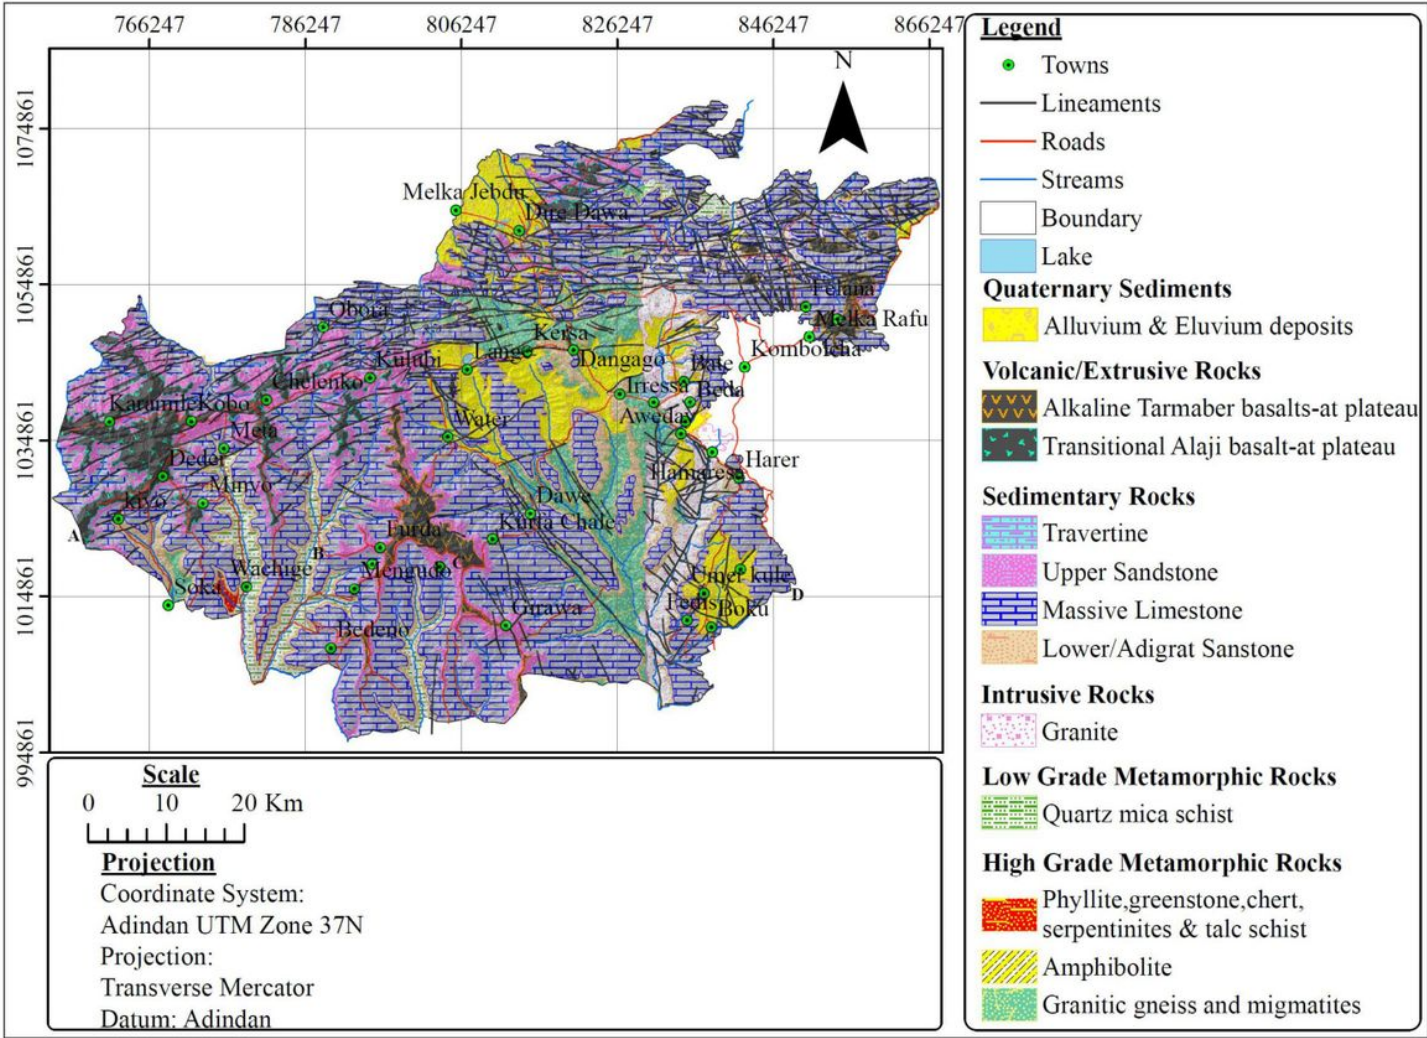 766247 786247 806247 826247 846247 866247
N
1074861
1054861
1034861
1014861
994861
Melka Jebdu
Dire Dawa
Felana
Melka Rafu
Kombolcha
Obora
Kersa
Lange
Dangago
Kulubi
Bate
Chelenko
Irressa
Beda
Karamile
Kobo
Aweday
Water
Meta
Harer
Hamaresa
Deder
Minyo
Dawe
Kurfa Chale
kiyo
A
Furda
B
C
Mengudo
Wachige
Soka
Umer kule
D
Fedis
Boku
Girawa
Bedeno
Scale
0 10 20 Km
Projection
Coordinate System:
Adindan UTM Zone 37N
Projection:
Transverse Mercator
Datum: Adindan
Legend
Towns
Lineaments
Roads
Streams
Boundary
Lake
Quaternary Sediments
Alluvium & Eluvium deposits
Volcanic/Extrusive Rocks
Alkaline Tarmaber basalts-at plateau
Transitional Alaji basalt-at plateau
Sedimentary Rocks
Travertine
Upper Sandstone
Massive Limestone
Lower/Adigrat Sanstone
Intrusive Rocks
Granite
Low Grade Metamorphic Rocks
Quartz mica schist
High Grade Metamorphic Rocks
Phyllite,greenstone,chert,
serpentinites & talc schist
Amphibolite
Granitic gneiss and migmatites